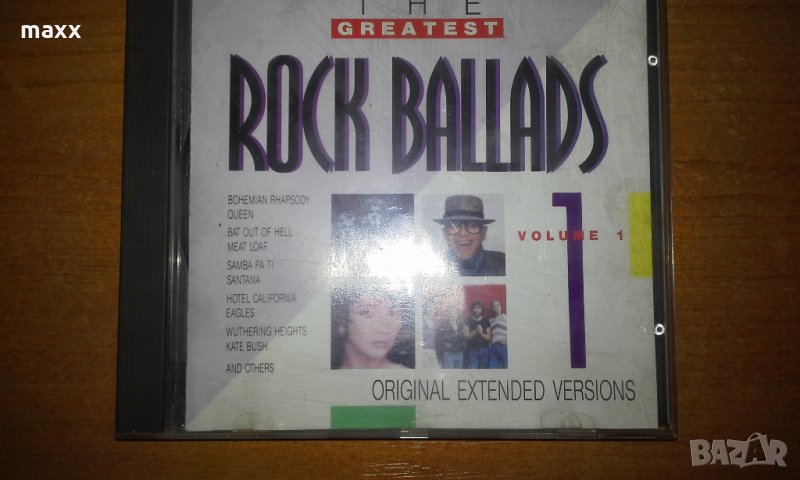 maxx
THE
GREATEST
ROCK BALLADS
BOHEMIAN RHAPSODY
QUEEN
BAT OUT OF HELL
MEAT LOAF
SAMBA PA TI
SANTANA
HOTEL CALIFORNIA
EAGLES
WUTHERING HEIGHTS
KATE BUSH
AND OTHERS
VOLUME 1
1
ORIGINAL EXTENDED VERSIONS
BAZAR